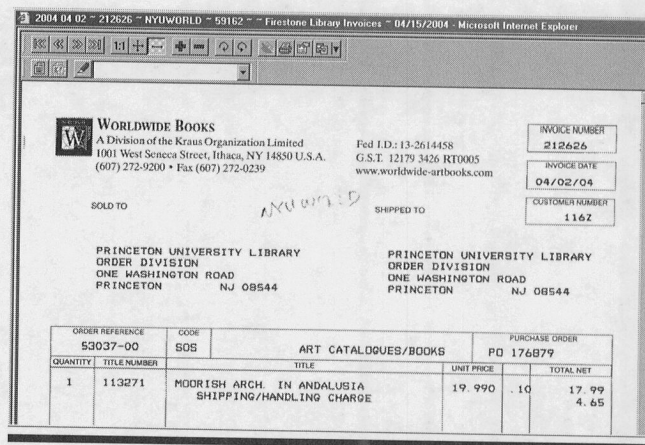 2004 04 02 ~ 212626 ~ NYUWORLD ~ 59162 ~ ~ Firestone Library Invoices ~ 04/15/2004 - Microsoft Internet Explorer
1:1
W
WORLDWIDE BOOKS
A Division of the Kraus Organization Limited
1001 West Seneca Street, Ithaca, NY 14850 U.S.A.
(607) 272-9200 • Fax (607) 272-0239
Fed I.D.: 13-2614458
G.S.T. 12179 3426 RT0005
www.worldwide-artbooks.com
INVOICE NUMBER
212626
INVOICE DATE
04/02/04
CUSTOMER NUMBER
116Z
SOLD TO
SHIPPED TO
PRINCETON UNIVERSITY LIBRARY
ORDER DIVISION
ONE WASHINGTON ROAD
PRINCETON NJ 08544
PRINCETON UNIVERSITY LIBRARY
ORDER DIVISION
ONE WASHINGTON ROAD
PRINCETON NJ 08544
ORDER REFERENCE CODE PURCHASE ORDER
53037-00 SOS ART CATALOGUES/BOOKS PO 176879
QUANTITY TITLE NUMBER TITLE UNIT PRICE TOTAL NET
1 113271 MOORISH ARCH. IN ANDALUSIA 19.990 .10 17.99
SHIPPING/HANDLING CHARGE 4.65